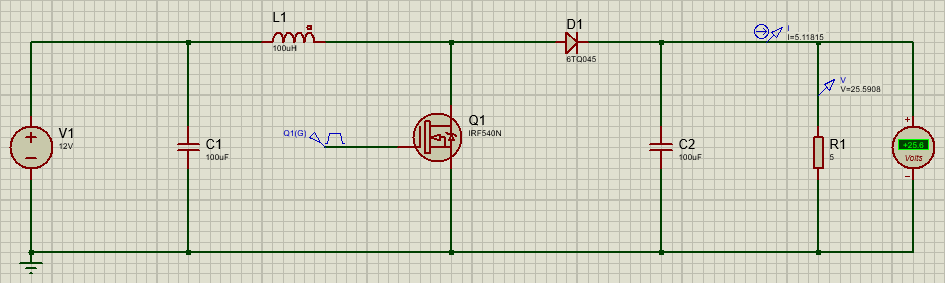 L1
100uH
D1
6TQ045
I
I=5.11815
V
V=25.5908
V1
12V
C1
100uF
Q1(G)
Q1
IRF540N
C2
100uF
R1
5
+25.6
Volts